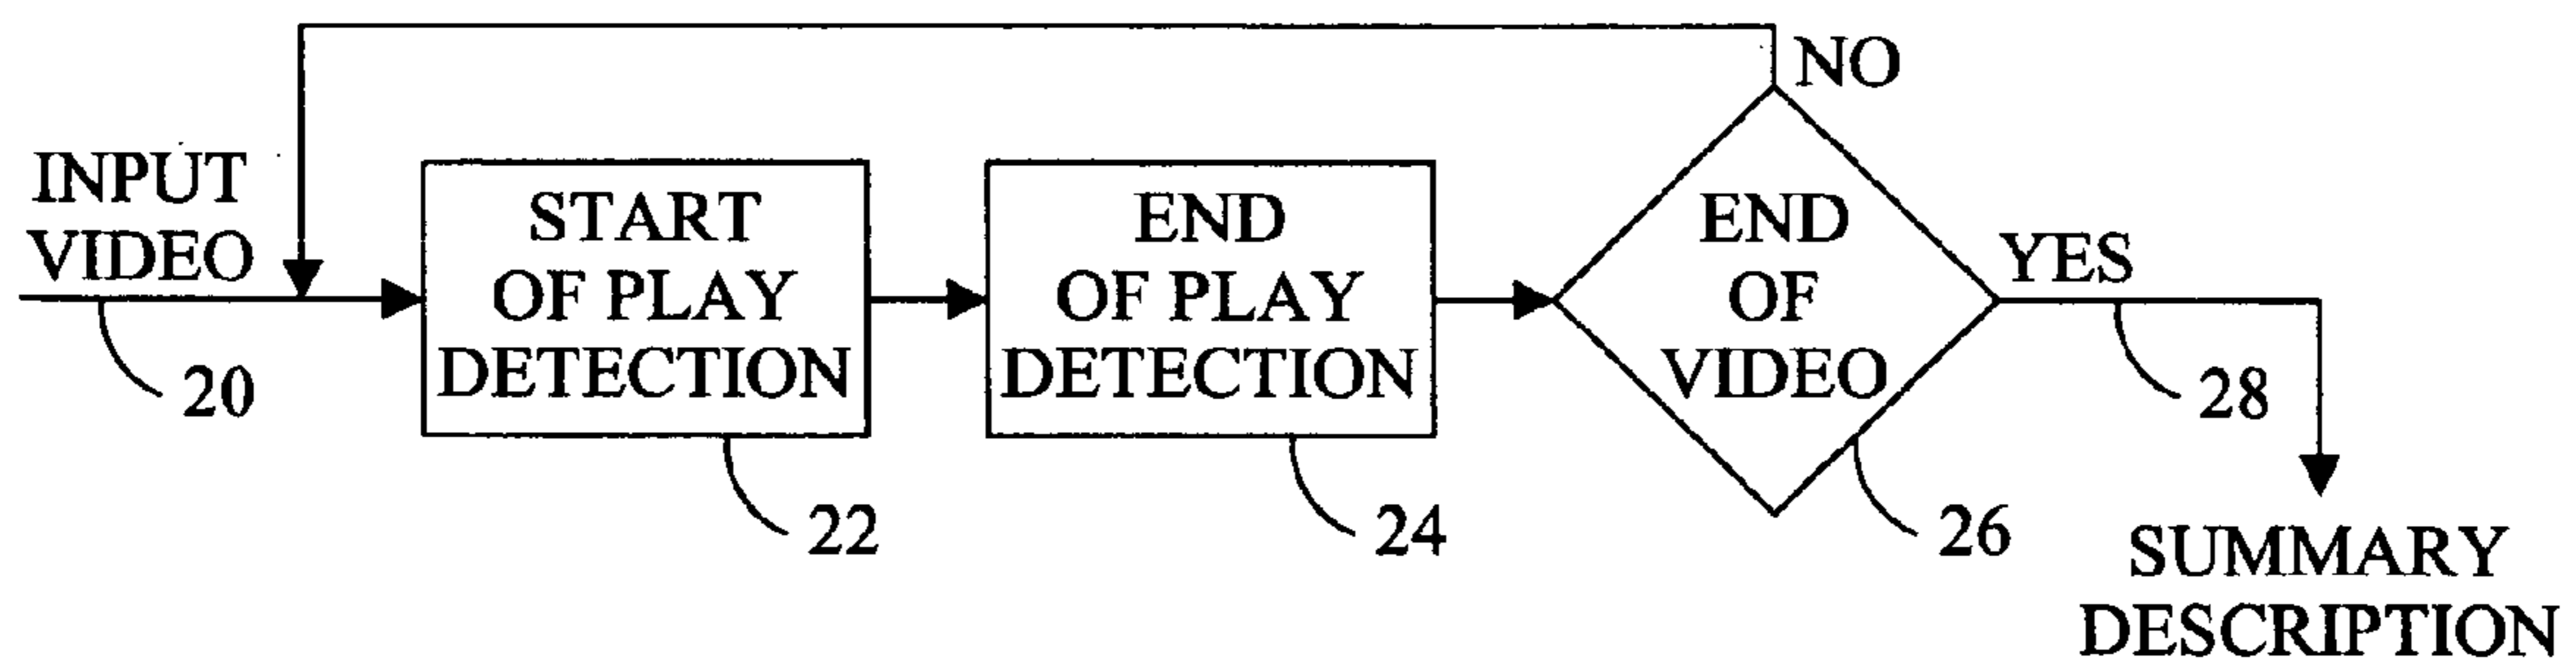 NO
INPUT
VIDEO
START
OF PLAY
DETECTION
END
OF PLAY
DETECTION
END
OF
VIDEO
YES
20
22
24
26
28
SUMMARY
DESCRIPTION